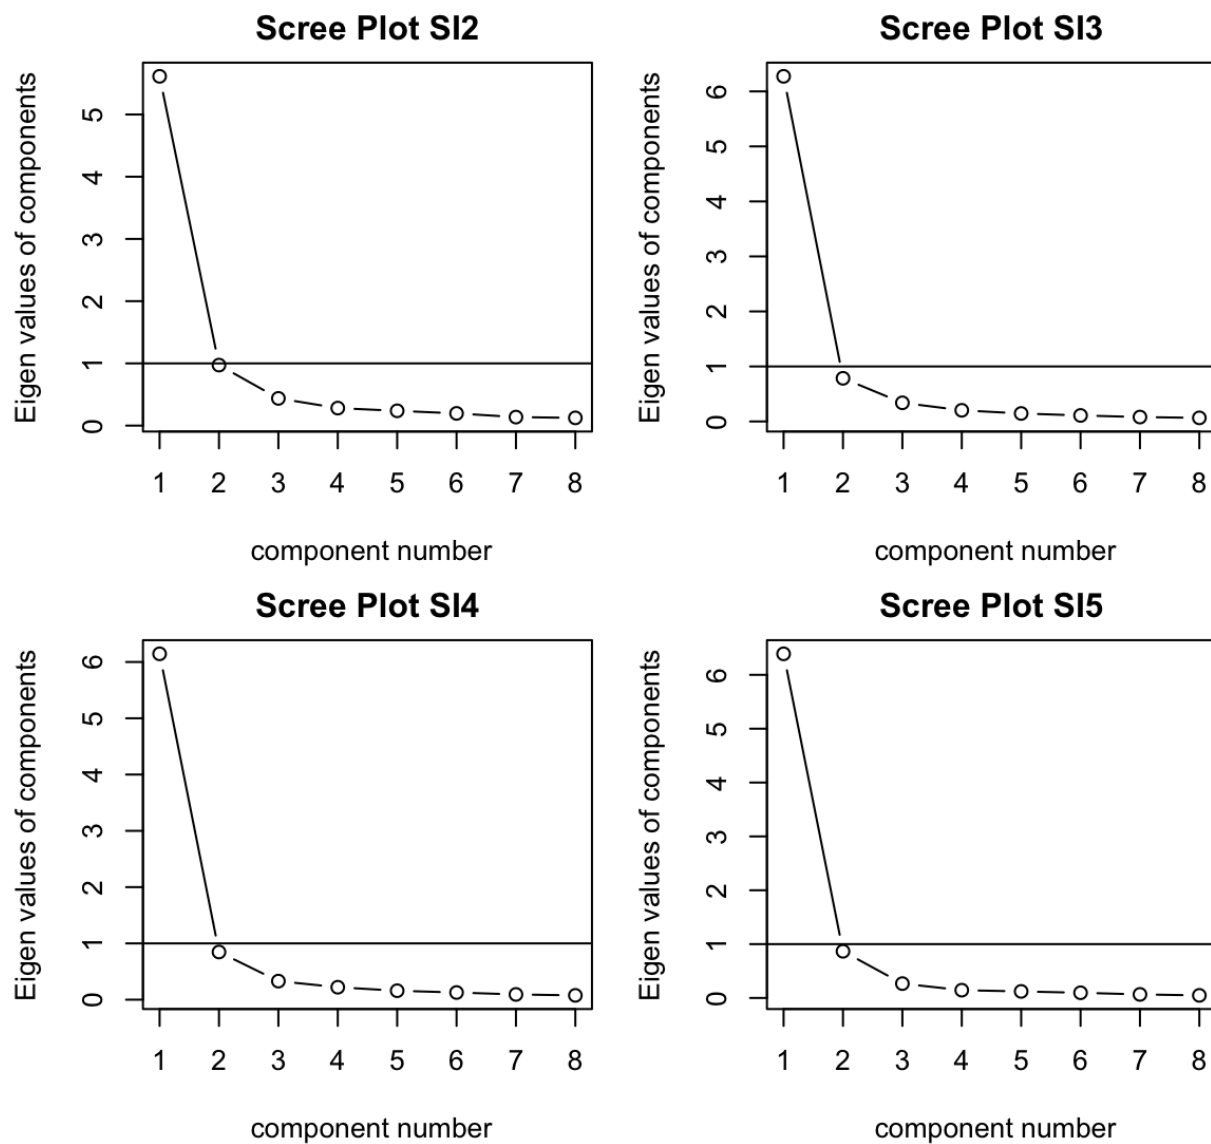 Scree Plot SI2
Eigen values of components
5
4
3
2
1
0
1 2 3 4 5 6 7 8
component number
Scree Plot SI3
Eigen values of components
6
5
4
3
2
1
0
1 2 3 4 5 6 7 8
component number
Scree Plot SI4
Eigen values of components
6
5
4
3
2
1
0
1 2 3 4 5 6 7 8
component number
Scree Plot SI5
Eigen values of components
6
5
4
3
2
1
0
1 2 3 4 5 6 7 8
component number